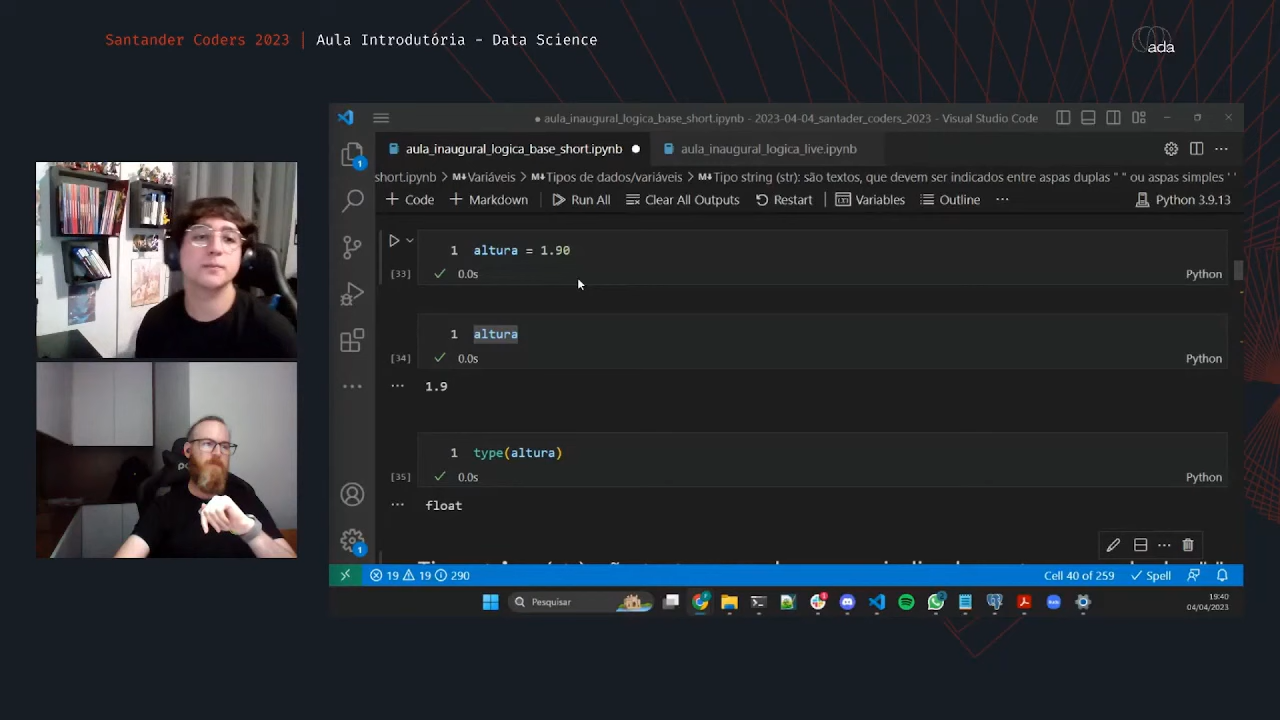 Santander Coders 2023 | Aula Introdutória - Data Science
ada
● aula_inaugural_logica_base_short.ipynb - 2023-04-04_santader_coders_2023 - Visual Studio Code
aula_inaugural_logica_base_short.ipynb ●
aula_inaugural_logica_live.ipynb
short.ipynb > M↓Variáveis > M↓Tipos de dados/variáveis > M↓Tipo string (str): são textos, que devem ser indicados entre aspas duplas " " ou aspas simples ' '
+ Code + Markdown Run All Clear All Outputs Restart Variables Outline ··· Python 3.9.13
1 altura = 1.90
[33] ✓ 0.0s Python
1 altura
[34] ✓ 0.0s Python
··· 1.9
1 type(altura)
[35] ✓ 0.0s Python
··· float
19 19 290 Cell 40 of 259 ✓ Spell
Pesquisar
19:40
04/04/2023